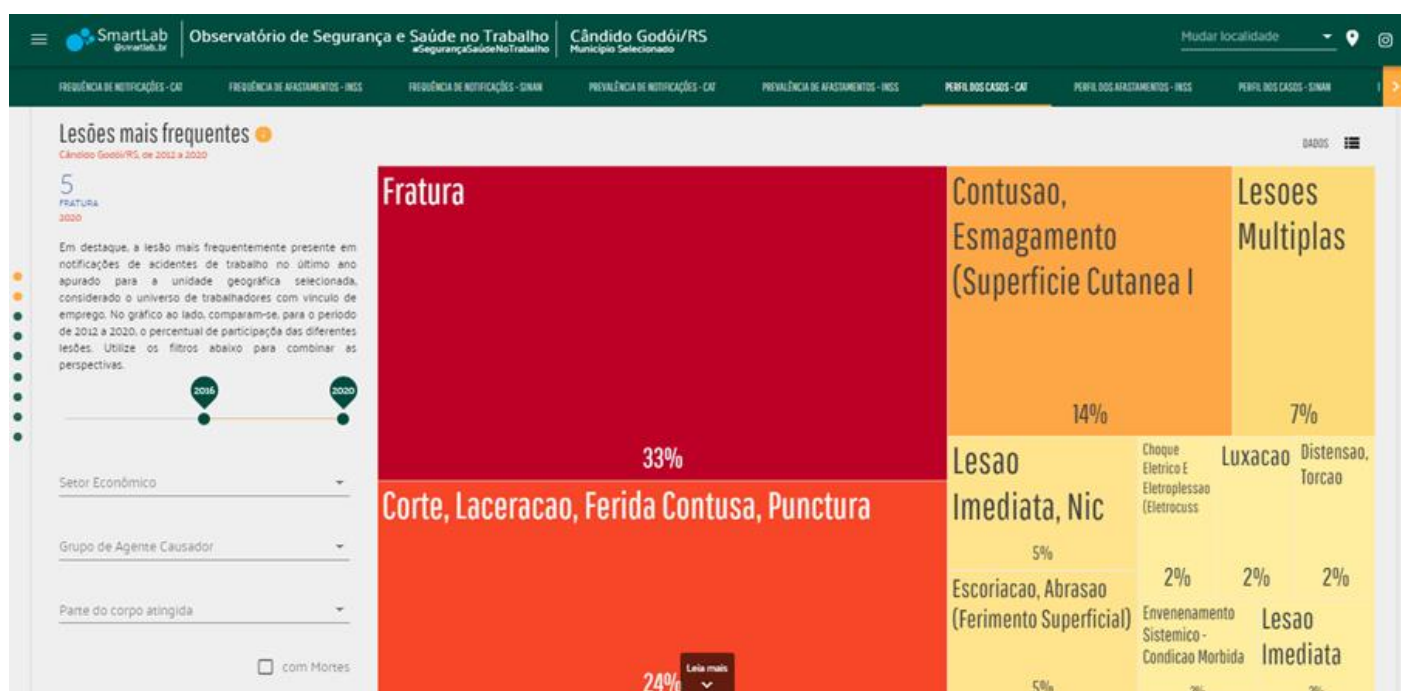 SmartLab
@smartlab.br
Observatório de Segurança e Saúde no Trabalho
#SegurançaSaúdeNoTrabalho
Cândido Godói/RS
Município Selecionado
Mudar localidade
FREQUÊNCIA DE NOTIFICAÇÕES - CAT
FREQUÊNCIA DE AFASTAMENTOS - INSS
FREQUÊNCIA DE NOTIFICAÇÕES - SINAN
PREVALÊNCIA DE NOTIFICAÇÕES - CAT
PREVALÊNCIA DE AFASTAMENTOS - INSS
PERFIL DOS CASOS - CAT
PERFIL DOS AFASTAMENTOS - INSS
PERFIL DOS CASOS - SINAN
Lesões mais frequentes
Cândido Godói/RS, de 2012 a 2020
DADOS
5
FRATURA
2020
Em destaque, a lesão mais frequentemente presente em
notificações de acidentes de trabalho no último ano
apurado para a unidade geográfica selecionada,
considerado o universo de trabalhadores com vínculo de
emprego. No gráfico ao lado, comparam-se, para o período
de 2012 a 2020, o percentual de participaçõa das diferentes
lesões. Utilize os filtros abaixo para combinar as
perspectivas.
2016
2020
Setor Econômico
Grupo de Agente Causador
Parte do corpo atingida
com Mortes
Fratura
33%
Corte, Laceracao, Ferida Contusa, Punctura
24%
Leia mais
Contusao,
Esmagamento
(Superficie Cutanea I
14%
Lesoes
Multiplas
7%
Lesao
Imediata, Nic
5%
Escoriacao, Abrasao
(Ferimento Superficial)
5%
Choque
Eletrico E
Eletroplessao
(Eletrocuss
2%
Luxacao
2%
Distensao,
Torcao
2%
Envenenamento
Sistemico -
Condicao Morbida
Lesao
Imediata